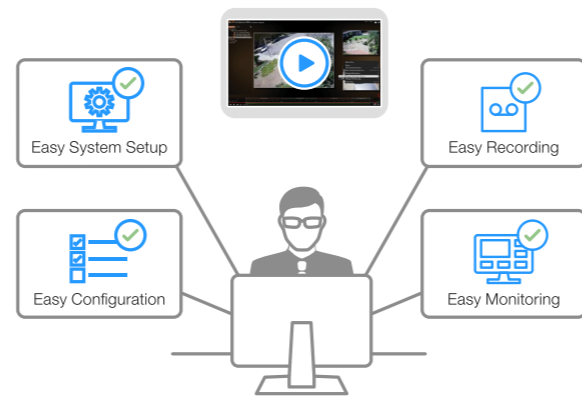 Easy System Setup
Easy Recording
Easy Configuration
Easy Monitoring